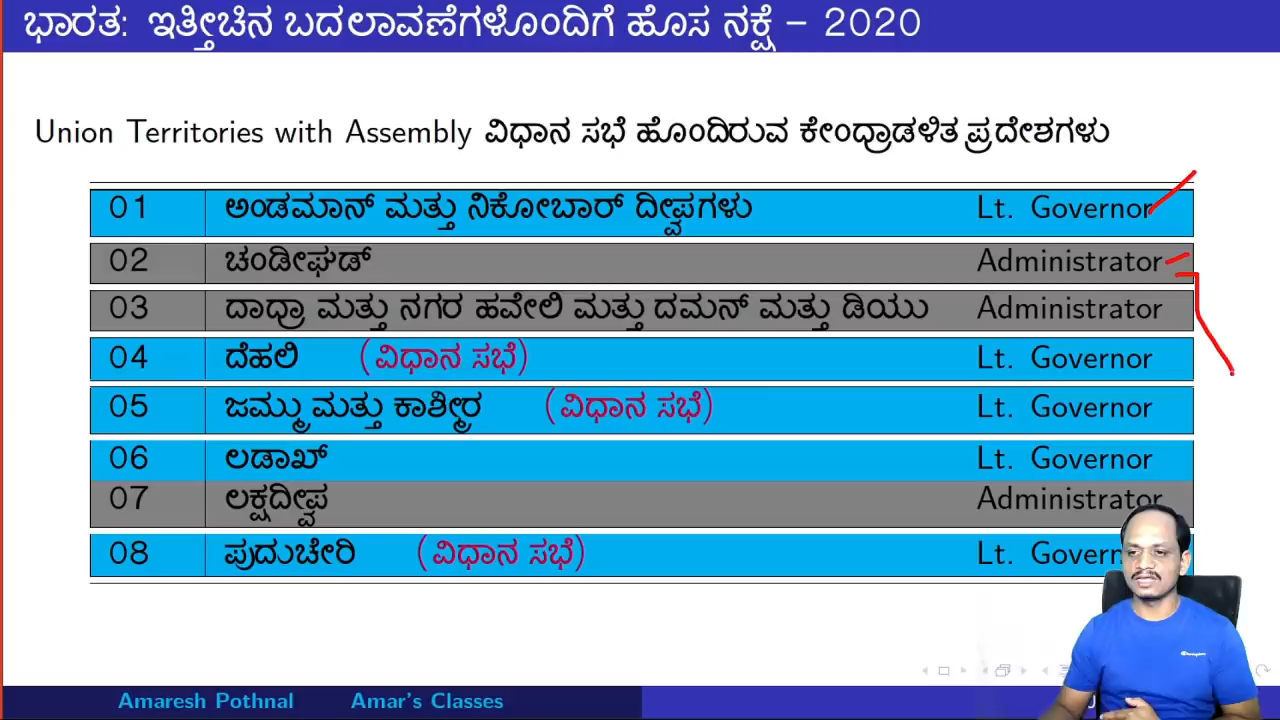 ಭಾರತ: ಇತ್ತೀಚಿನ ಬದಲಾವಣೆಗಳೊಂದಿಗೆ ಹೊಸ ನಕ್ಷೆ – 2020
Union Territories with Assembly ವಿಧಾನ ಸಭೆ ಹೊಂದಿರುವ ಕೇಂದ್ರಾಡಳಿತ ಪ್ರದೇಶಗಳು
01 ಅಂಡಮಾನ್ ಮತ್ತು ನಿಕೋಬಾರ್ ದ್ವೀಪಗಳು Lt. Governor
02 ಚಂಡೀಘಡ್ Administrator
03 ದಾಧ್ರಾ ಮತ್ತು ನಗರ ಹವೇಲಿ ಮತ್ತು ದಮನ್ ಮತ್ತು ಡಿಯು Administrator
04 ದೆಹಲಿ (ವಿಧಾನ ಸಭೆ) Lt. Governor
05 ಜಮ್ಮು ಮತ್ತು ಕಾಶ್ಮೀರ (ವಿಧಾನ ಸಭೆ) Lt. Governor
06 ಲಡಾಖ್ Lt. Governor
07 ಲಕ್ಷದ್ವೀಪ Administrator
08 ಪುದುಚೇರಿ (ವಿಧಾನ ಸಭೆ) Lt.
Amaresh Pothnal Amar's Classes